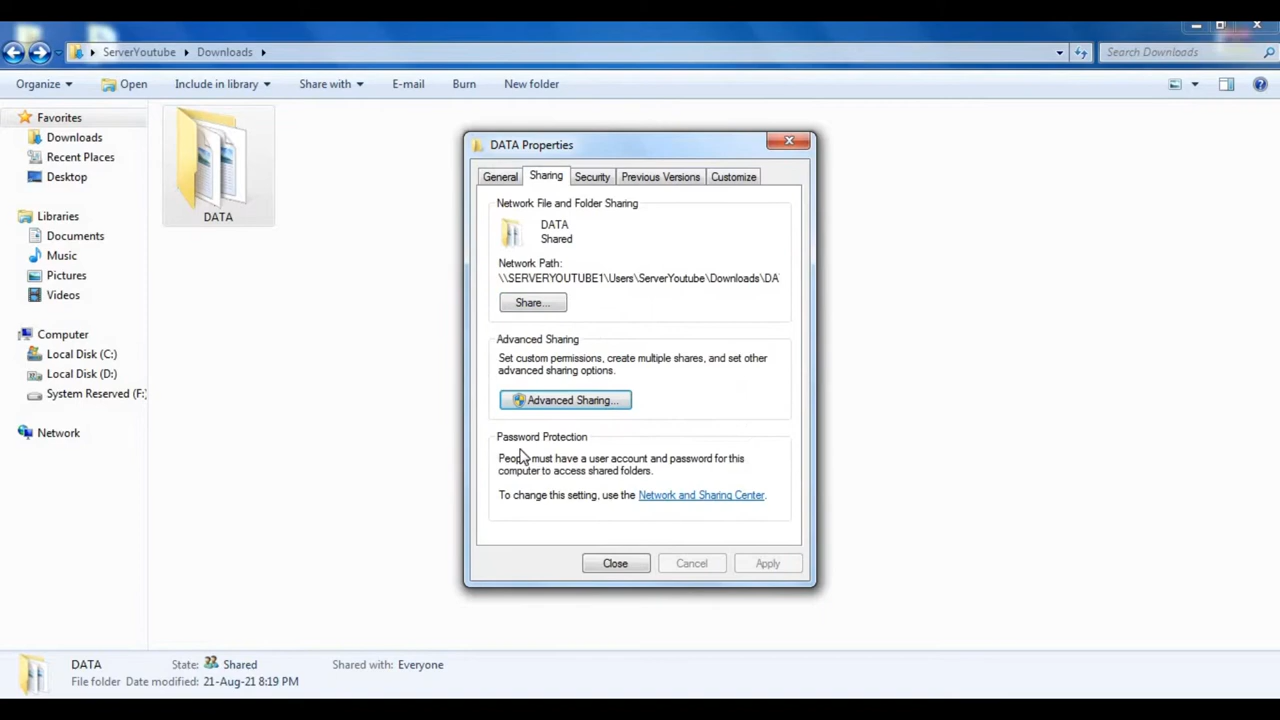 ServerYoutube Downloads
Search Downloads
Organize Open Include in library Share with E-mail Burn New folder
Favorites
Downloads
Recent Places
Desktop
Libraries
Documents
Music
Pictures
Videos
Computer
Local Disk (C:)
Local Disk (D:)
System Reserved (F:)
Network
DATA
DATA Properties
General Sharing Security Previous Versions Customize
Network File and Folder Sharing
DATA
Shared
Network Path:
\\SERVERYOUTUBE1\Users\ServerYoutube\Downloads\DA
Share...
Advanced Sharing
Set custom permissions, create multiple shares, and set other
advanced sharing options.
Advanced Sharing...
Password Protection
People must have a user account and password for this
computer to access shared folders.
To change this setting, use the Network and Sharing Center.
Close Cancel Apply
DATA State: Shared Shared with: Everyone
File folder Date modified: 21-Aug-21 8:19 PM